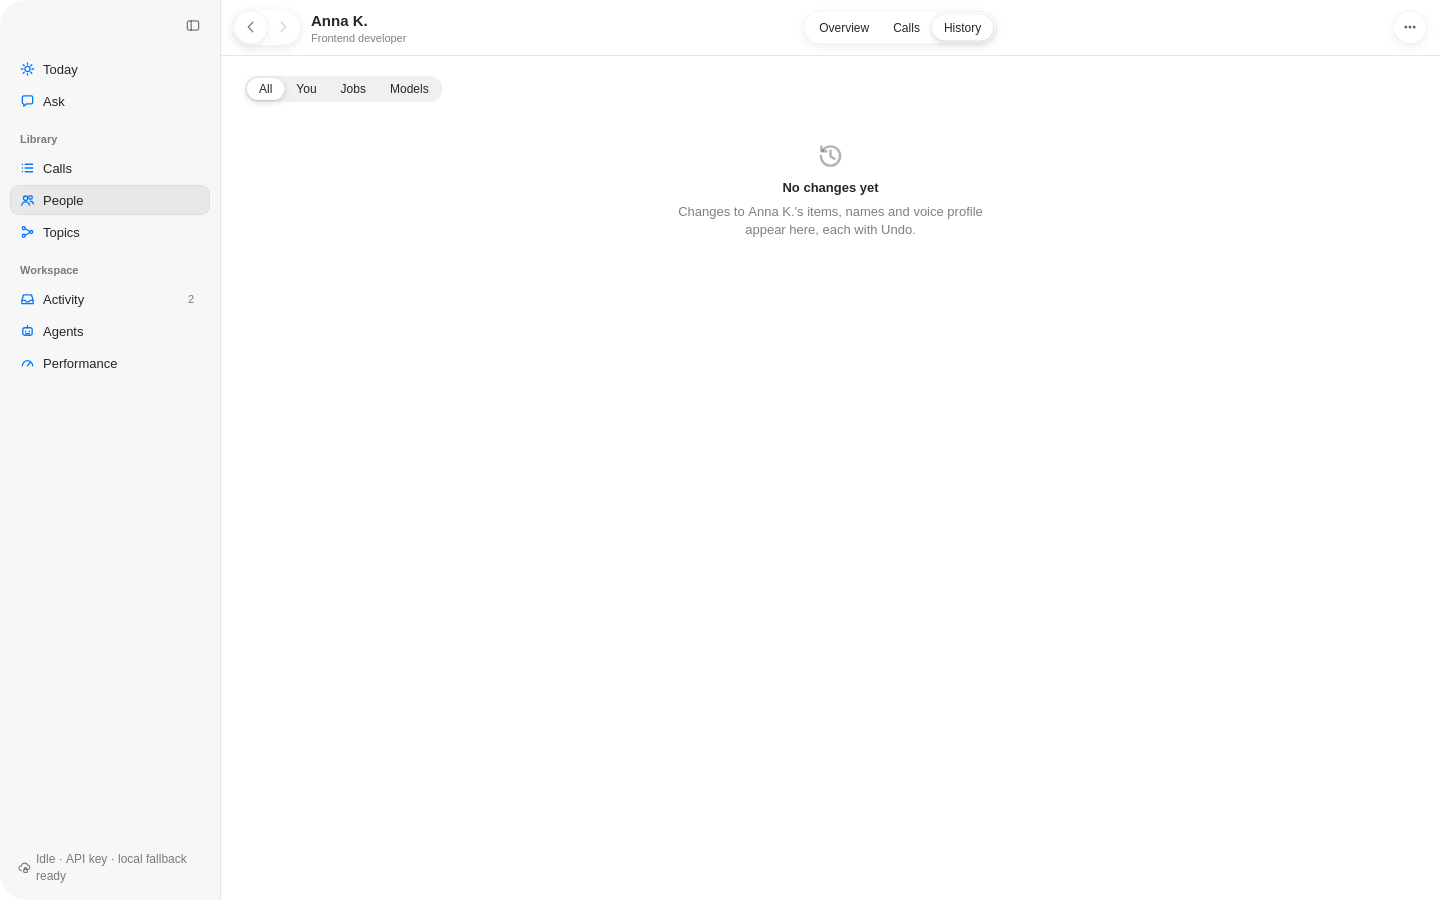 Today
Ask
Library
Calls
People
Topics
Workspace
Activity 2
Agents
Performance
Idle · API key · local fallback
ready
Anna K.
Frontend developer
Overview Calls History
All You Jobs Models
No changes yet
Changes to Anna K.'s items, names and voice profile
appear here, each with Undo.